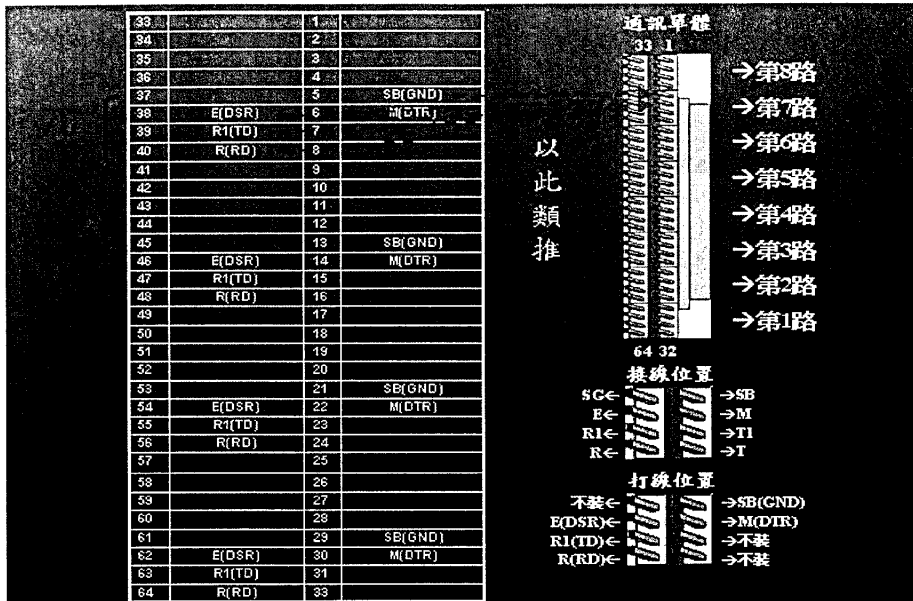 33 1
34 2
35 3
36 4
37 5 SB(GND)
38 E(DSR) 6 M(DTR)
39 R1(TD) 7
40 R(RD) 8
41 9
42 10
43 11
44 12
45 13 SB(GND)
46 E(DSR) 14 M(DTR)
47 R1(TD) 15
48 R(RD) 16
49 17
50 18
51 19
52 20
53 21 SB(GND)
54 E(DSR) 22 M(DTR)
55 R1(TD) 23
56 R(RD) 24
57 25
58 26
59 27
60 28
61 29 SB(GND)
62 E(DSR) 30 M(DTR)
63 R1(TD) 31
64 R(RD) 33
以此類推
通訊單體
33 1
→第8路
→第7路
→第6路
→第5路
→第4路
→第3路
→第2路
→第1路
64 32
接線位置
SG← →SB
E← →M
R1← →T1
R← →T
打線位置
不裝← →SB(GND)
E(DSR)← →M(DTR)
R1(TD)← →不裝
R(RD)← →不裝